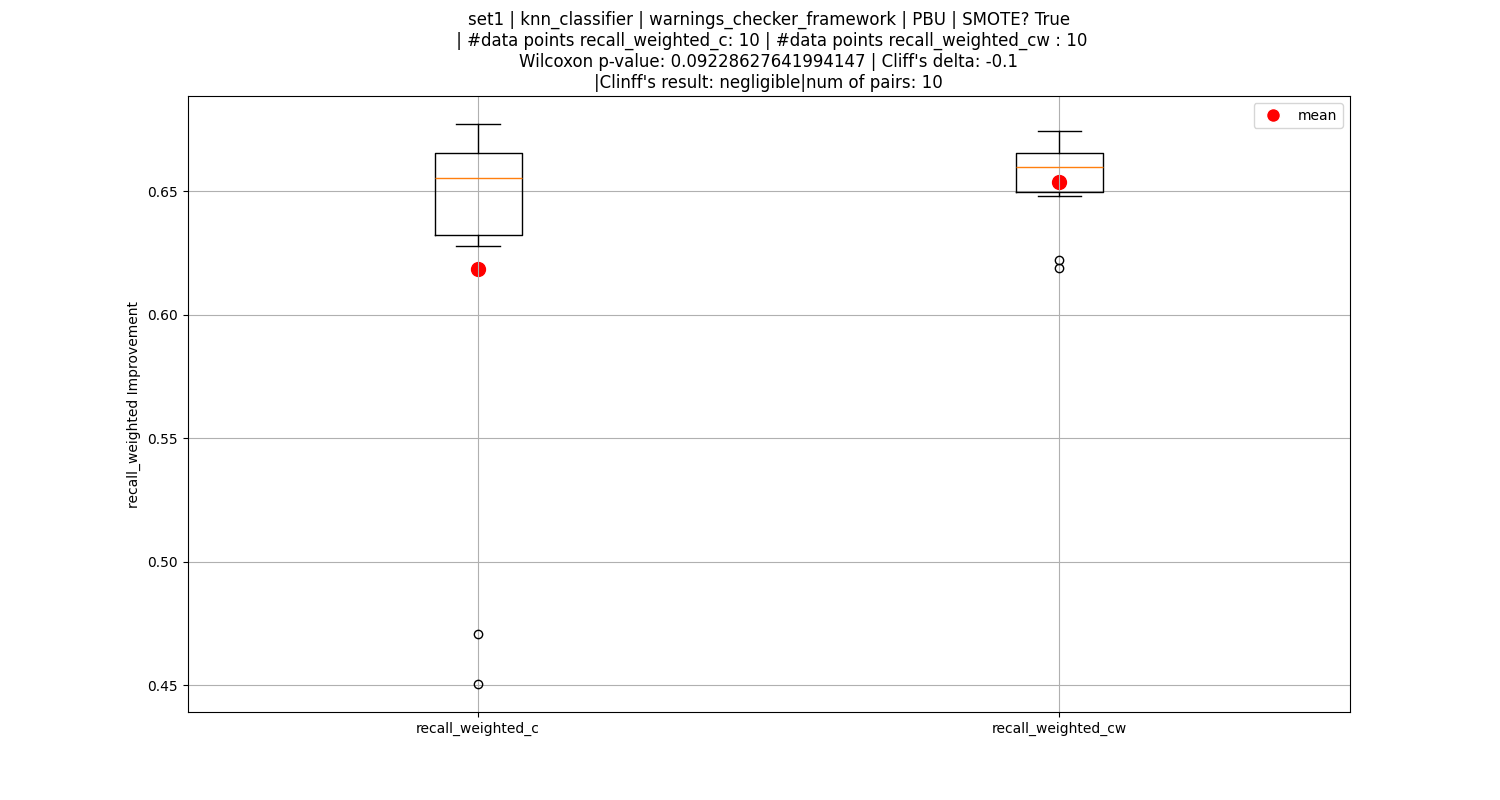 set1 | knn_classifier | warnings_checker_framework | PBU | SMOTE? True
| #data points recall_weighted_c: 10 | #data points recall_weighted_cw : 10
Wilcoxon p-value: 0.09228627641994147 | Cliff's delta: -0.1
|Clinff's result: negligible|num of pairs: 10
mean
recall_weighted Improvement
0.65
0.60
0.55
0.50
0.45
recall_weighted_c
recall_weighted_cw